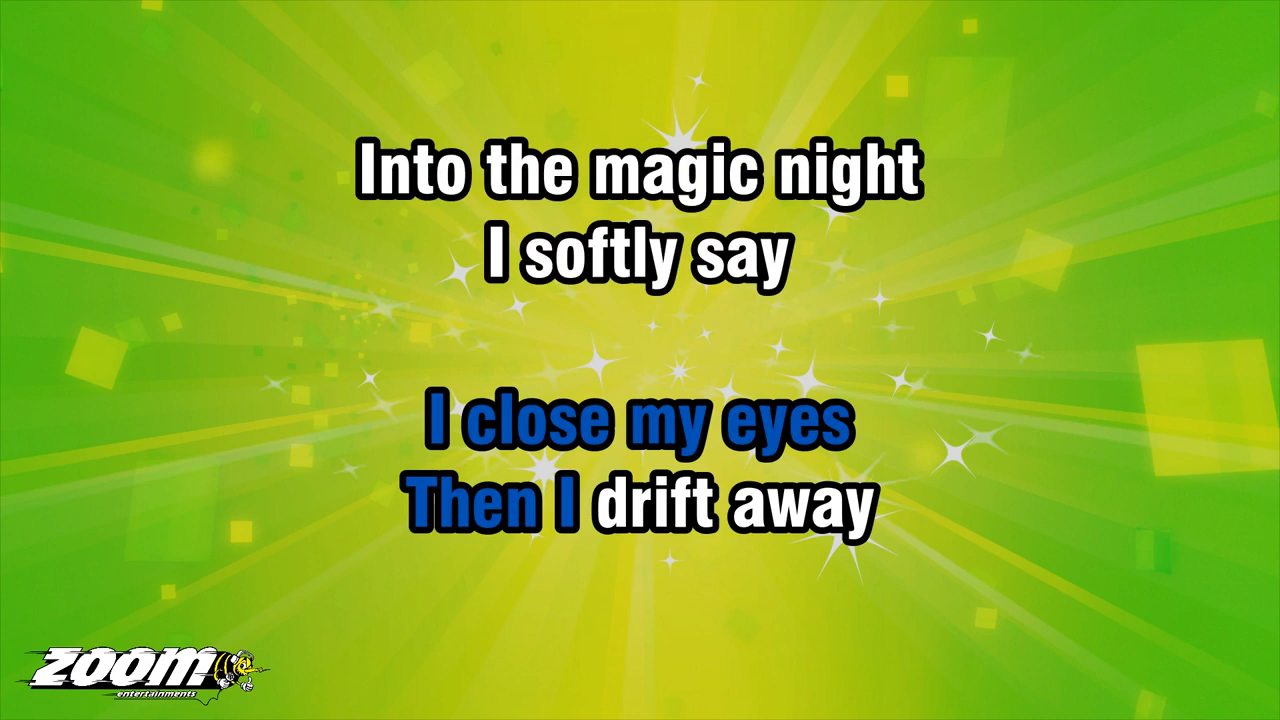 Into the magic night
I softly say
I close my eyes
Then I drift away
ZOOM
entertainments